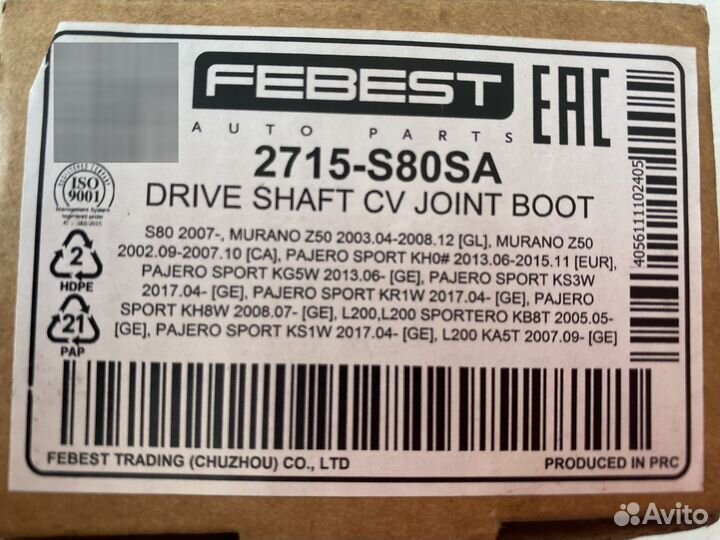 FEBEST
AUTO PARTS
EAC
2715-S80SA
DRIVE SHAFT CV JOINT BOOT
ISO
9001
S80 2007-, MURANO Z50 2003.04-2008.12 [GL], MURANO Z50
2002.09-2007.10 [CA], PAJERO SPORT KH0# 2013.06-2015.11 [EUR],
PAJERO SPORT KG5W 2013.06- [GE], PAJERO SPORT KS3W
2017.04- [GE], PAJERO SPORT KR1W 2017.04- [GE], PAJERO
SPORT KH8W 2008.07- [GE], L200,L200 SPORTERO KB8T 2005.05-
[GE], PAJERO SPORT KS1W 2017.04- [GE], L200 KA5T 2007.09- [GE]
2
HDPE
21
PAP
4056111102405
FEBEST TRADING (CHUZHOU) CO., LTD
PRODUCED IN PRC
Avito